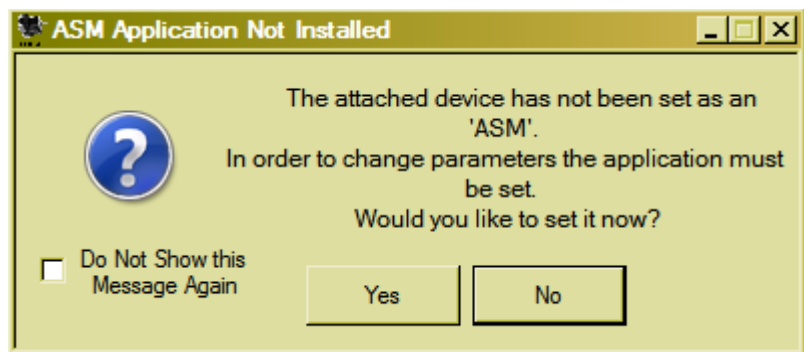 ASM Application Not Installed
The attached device has not been set as an
'ASM'.
In order to change parameters the application must
be set.
Would you like to set it now?
Do Not Show this
Message Again
Yes
No